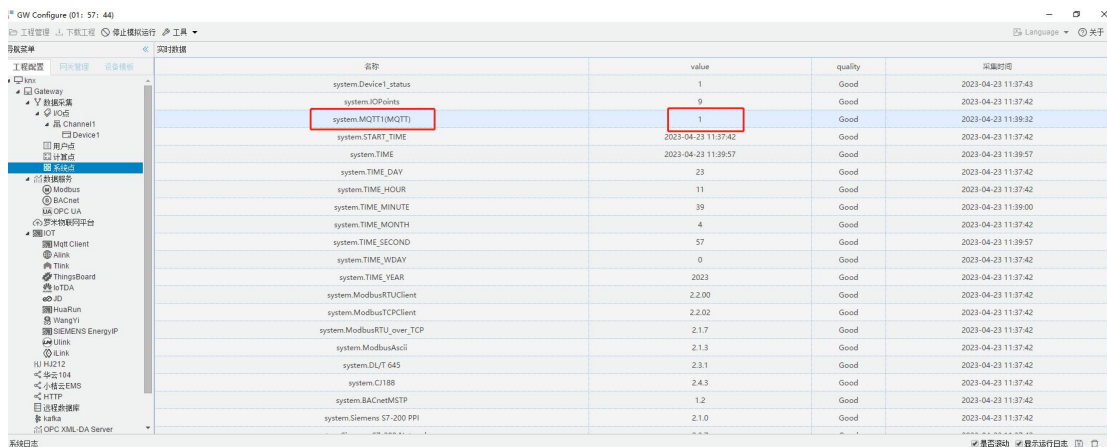 GW Configure (01: 57: 44)
工程管理 下载工程 停止模拟运行 工具 Language 关于
导航菜单 实时数据
工程配置 网关管理 设备模板
knx
Gateway
数据采集
I/O点
Channel1
Device1
用户点
计算点
系统点
数据服务
Modbus
BACnet
OPC UA
罗米物联网平台
IOT
Mqtt Client
Alink
Tlink
ThingsBoard
IoTDA
JD
HuaRun
WangYi
SIEMENS EnergyIP
Ulink
iLink
HJ212
华云104
小桔云EMS
HTTP
远程数据库
kafka
OPC XML-DA Server
名称 value quality 采集时间
system.Device1_status 1 Good 2023-04-23 11:37:43
system.IOPoints 9 Good 2023-04-23 11:37:42
system.MQTT1(MQTT) 1 Good 2023-04-23 11:39:32
system.START_TIME 2023-04-23 11:37:42 Good 2023-04-23 11:37:42
system.TIME 2023-04-23 11:39:57 Good 2023-04-23 11:39:57
system.TIME_DAY 23 Good 2023-04-23 11:37:42
system.TIME_HOUR 11 Good 2023-04-23 11:37:42
system.TIME_MINUTE 39 Good 2023-04-23 11:39:00
system.TIME_MONTH 4 Good 2023-04-23 11:37:42
system.TIME_SECOND 57 Good 2023-04-23 11:39:57
system.TIME_WDAY 0 Good 2023-04-23 11:37:42
system.TIME_YEAR 2023 Good 2023-04-23 11:37:42
system.ModbusRTUClient 2.2.00 Good 2023-04-23 11:37:42
system.ModbusTCPClient 2.2.02 Good 2023-04-23 11:37:42
system.ModbusRTU_over_TCP 2.1.7 Good 2023-04-23 11:37:42
system.ModbusAscii 2.1.3 Good 2023-04-23 11:37:42
system.DL/T 645 2.3.1 Good 2023-04-23 11:37:42
system.CJ188 2.4.3 Good 2023-04-23 11:37:42
system.BACnetMSTP 1.2 Good 2023-04-23 11:37:42
system.Siemens S7-200 PPI 2.1.0 Good 2023-04-23 11:37:42
系统日志 是否滚动 显示运行日志